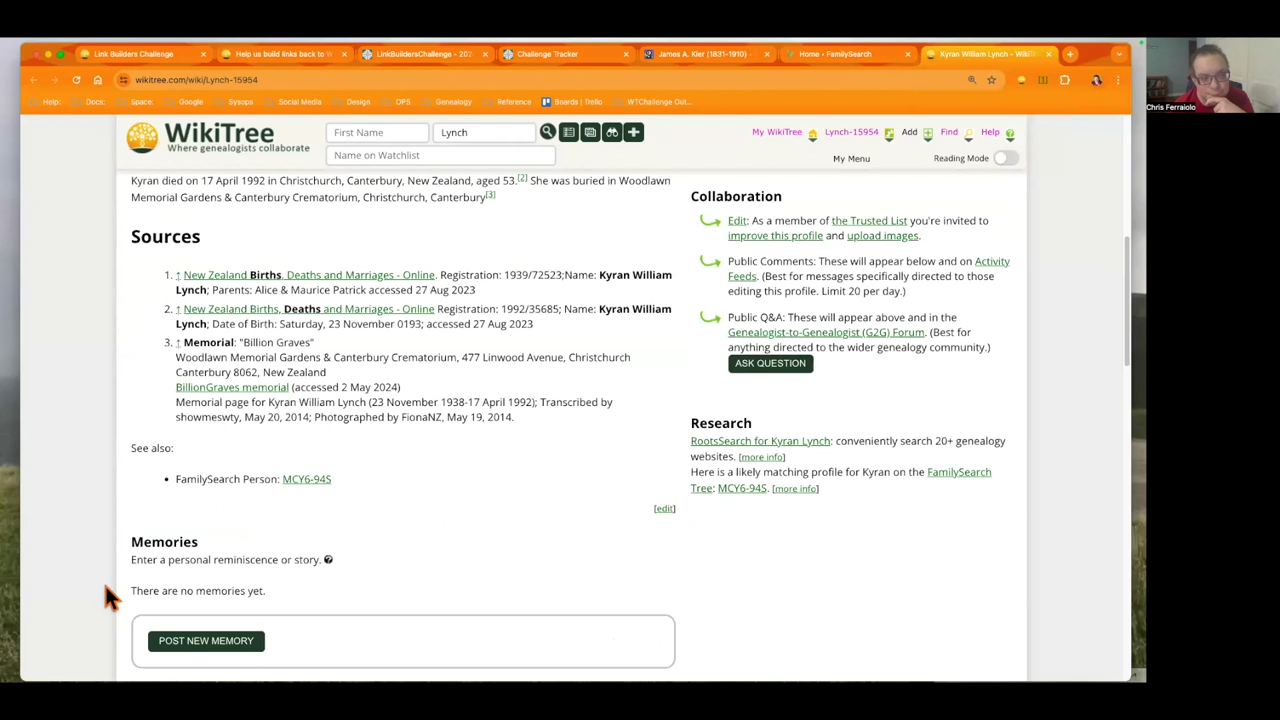 Link Builders Challenge
Help us build links back to W
LinkBuildersChallenge - 202
Challenge Tracker
James A. Kier (1831-1910) -
Home • FamilySearch
Kyran William Lynch - WikiT
wikitree.com/wiki/Lynch-15954
Help: Docs: Space: Google Sysops Social Media Design OPS Genealogy Reference Boards | Trello WTChallenge Out...
Chris Ferraiolo
WikiTree
Where genealogists collaborate
First Name
Lynch
Name on Watchlist
My WikiTree Lynch-15954 Add Find Help
My Menu Reading Mode
Kyran died on 17 April 1992 in Christchurch, Canterbury, New Zealand, aged 53.[2] She was buried in Woodlawn
Memorial Gardens & Canterbury Crematorium, Christchurch, Canterbury[3]
Sources
1. ↑ New Zealand Births, Deaths and Marriages - Online. Registration: 1939/72523;Name: Kyran William
Lynch; Parents: Alice & Maurice Patrick accessed 27 Aug 2023
2. ↑ New Zealand Births, Deaths and Marriages - Online Registration: 1992/35685; Name: Kyran William
Lynch; Date of Birth: Saturday, 23 November 0193; accessed 27 Aug 2023
3. ↑ Memorial: "Billion Graves"
Woodlawn Memorial Gardens & Canterbury Crematorium, 477 Linwood Avenue, Christchurch
Canterbury 8062, New Zealand
BillionGraves memorial (accessed 2 May 2024)
Memorial page for Kyran William Lynch (23 November 1938-17 April 1992); Transcribed by
showmeswty, May 20, 2014; Photographed by FionaNZ, May 19, 2014.
See also:
• FamilySearch Person: MCY6-94S
[edit]
Memories
Enter a personal reminiscence or story.
There are no memories yet.
POST NEW MEMORY
Collaboration
Edit: As a member of the Trusted List you're invited to
improve this profile and upload images.
Public Comments: These will appear below and on Activity
Feeds. (Best for messages specifically directed to those
editing this profile. Limit 20 per day.)
Public Q&A: These will appear above and in the
Genealogist-to-Genealogist (G2G) Forum. (Best for
anything directed to the wider genealogy community.)
ASK QUESTION
Research
RootsSearch for Kyran Lynch: conveniently search 20+ genealogy
websites. [more info]
Here is a likely matching profile for Kyran on the FamilySearch
Tree: MCY6-94S. [more info]